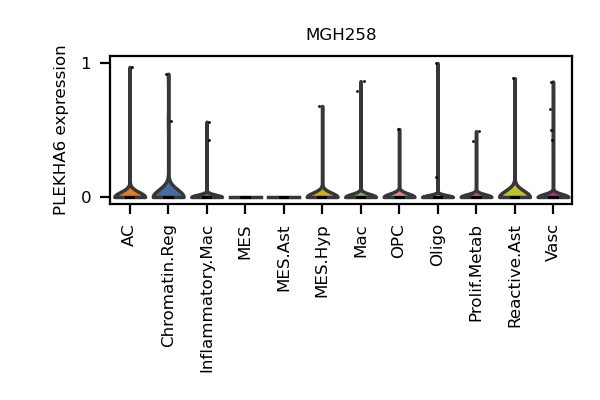 MGH258
PLEKHA6 expression
1
0
AC
Chromatin.Reg
Inflammatory.Mac
MES
MES.Ast
MES.Hyp
Mac
OPC
Oligo
Prolif.Metab
Reactive.Ast
Vasc